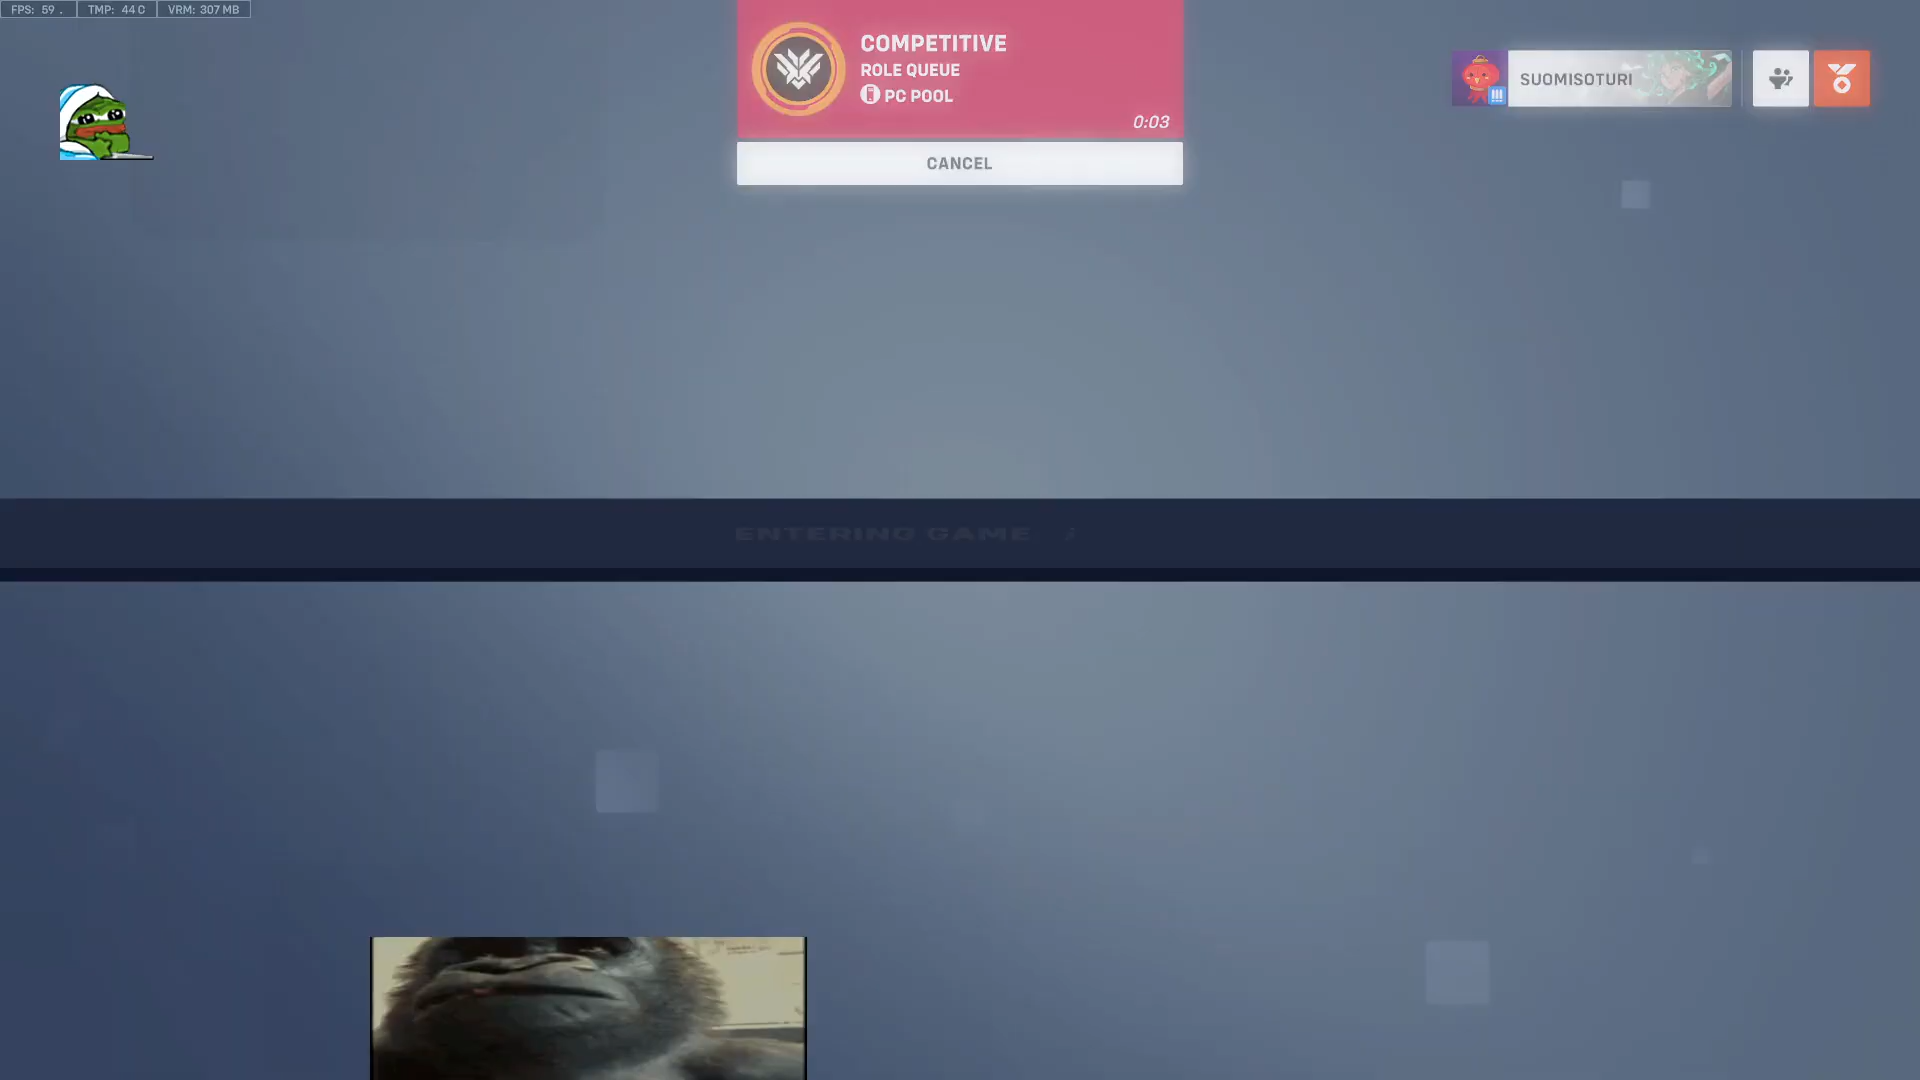 FPS: 59 .
TMP: 44 C
VRM: 307 MB
COMPETITIVE
ROLE QUEUE
PC POOL
0:03
CANCEL
SUOMISOTURI
ENTERING GAME